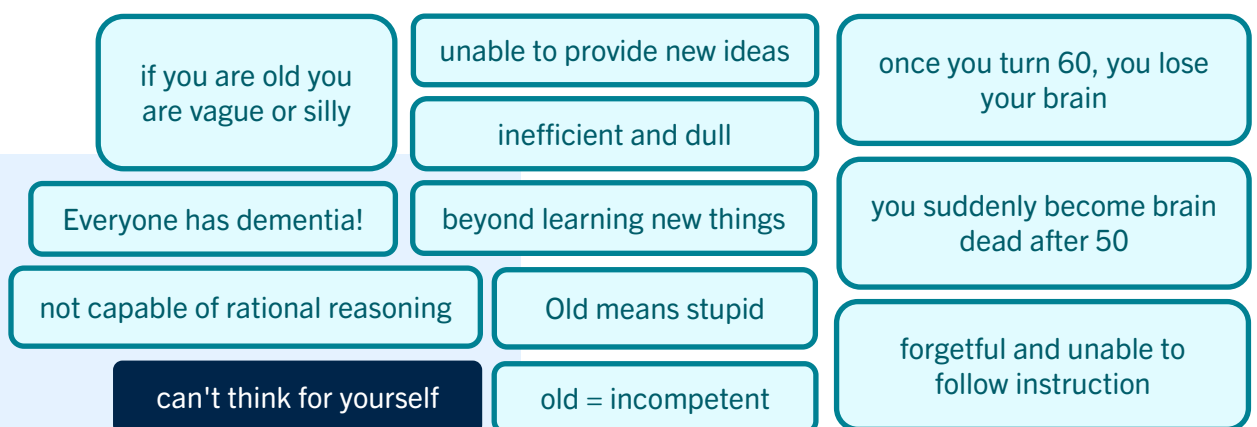 if you are old you
are vague or silly
unable to provide new ideas
once you turn 60, you lose
your brain
inefficient and dull
Everyone has dementia!
beyond learning new things
you suddenly become brain
dead after 50
not capable of rational reasoning
Old means stupid
forgetful and unable to
follow instruction
can't think for yourself
old = incompetent